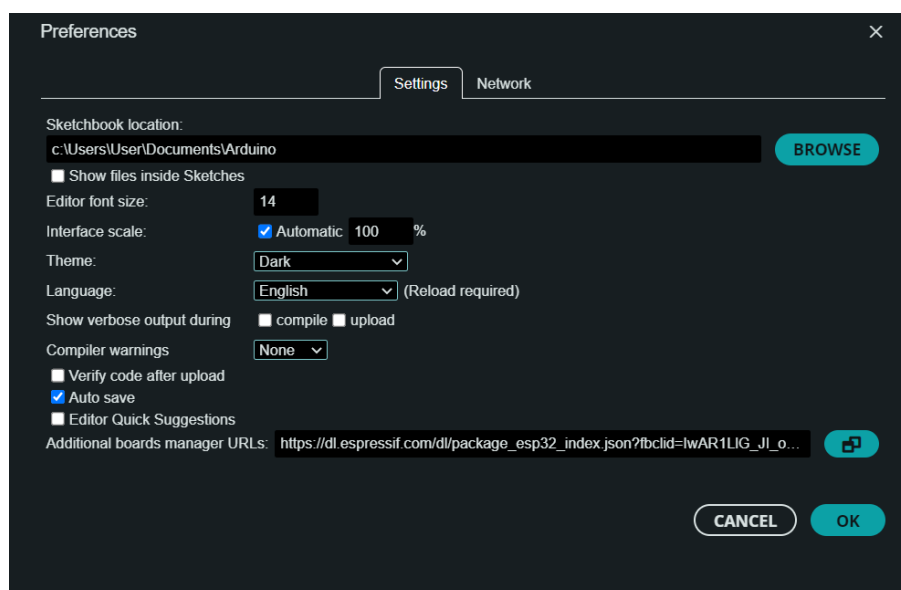 Preferences
Settings Network
Sketchbook location:
c:\Users\User\Documents\Arduino BROWSE
Show files inside Sketches
Editor font size: 14
Interface scale: Automatic 100 %
Theme: Dark
Language: English (Reload required)
Show verbose output during compile upload
Compiler warnings None
Verify code after upload
Auto save
Editor Quick Suggestions
Additional boards manager URLs: https://dl.espressif.com/dl/package_esp32_index.json?fbclid=IwAR1LIG_JI_o...
CANCEL OK